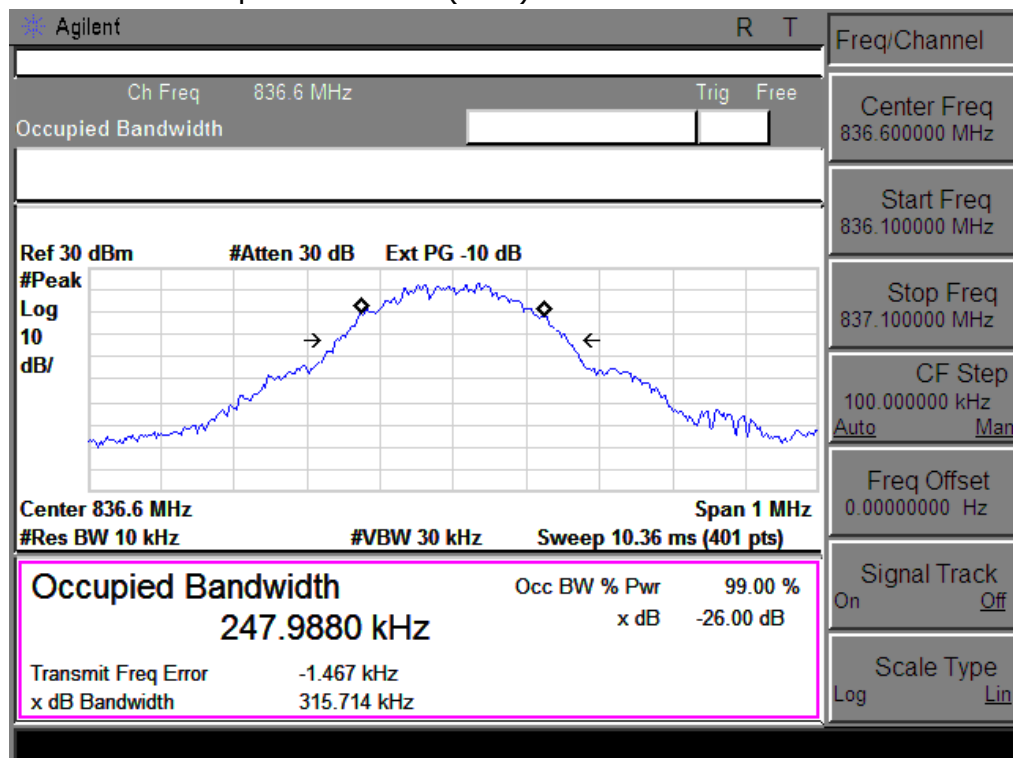 Agilent R T
Ch Freq 836.6 MHz Trig Free
Occupied Bandwidth
Ref 30 dBm #Atten 30 dB Ext PG -10 dB
#Peak
Log
10
dB/
Center 836.6 MHz Span 1 MHz
#Res BW 10 kHz #VBW 30 kHz Sweep 10.36 ms (401 pts)
Occupied Bandwidth Occ BW % Pwr 99.00 %
247.9880 kHz x dB -26.00 dB
Transmit Freq Error -1.467 kHz
x dB Bandwidth 315.714 kHz
Freq/Channel
Center Freq
836.600000 MHz
Start Freq
836.100000 MHz
Stop Freq
837.100000 MHz
CF Step
100.000000 kHz
Auto Man
Freq Offset
0.00000000 Hz
Signal Track
On Off
Scale Type
Log Lin